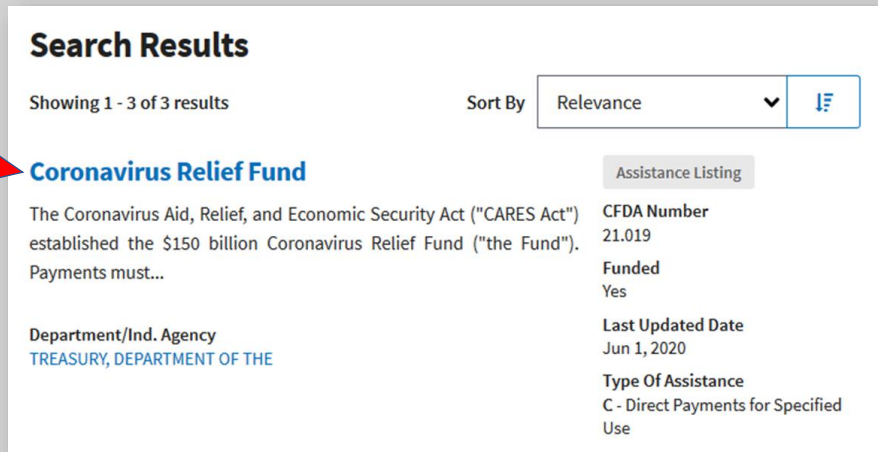 Search Results
Showing 1 - 3 of 3 results
Sort By
Relevance
Coronavirus Relief Fund
The Coronavirus Aid, Relief, and Economic Security Act ("CARES Act")
established the $150 billion Coronavirus Relief Fund ("the Fund").
Payments must...
Department/Ind. Agency
TREASURY, DEPARTMENT OF THE
Assistance Listing
CFDA Number
21.019
Funded
Yes
Last Updated Date
Jun 1, 2020
Type Of Assistance
C - Direct Payments for Specified
Use